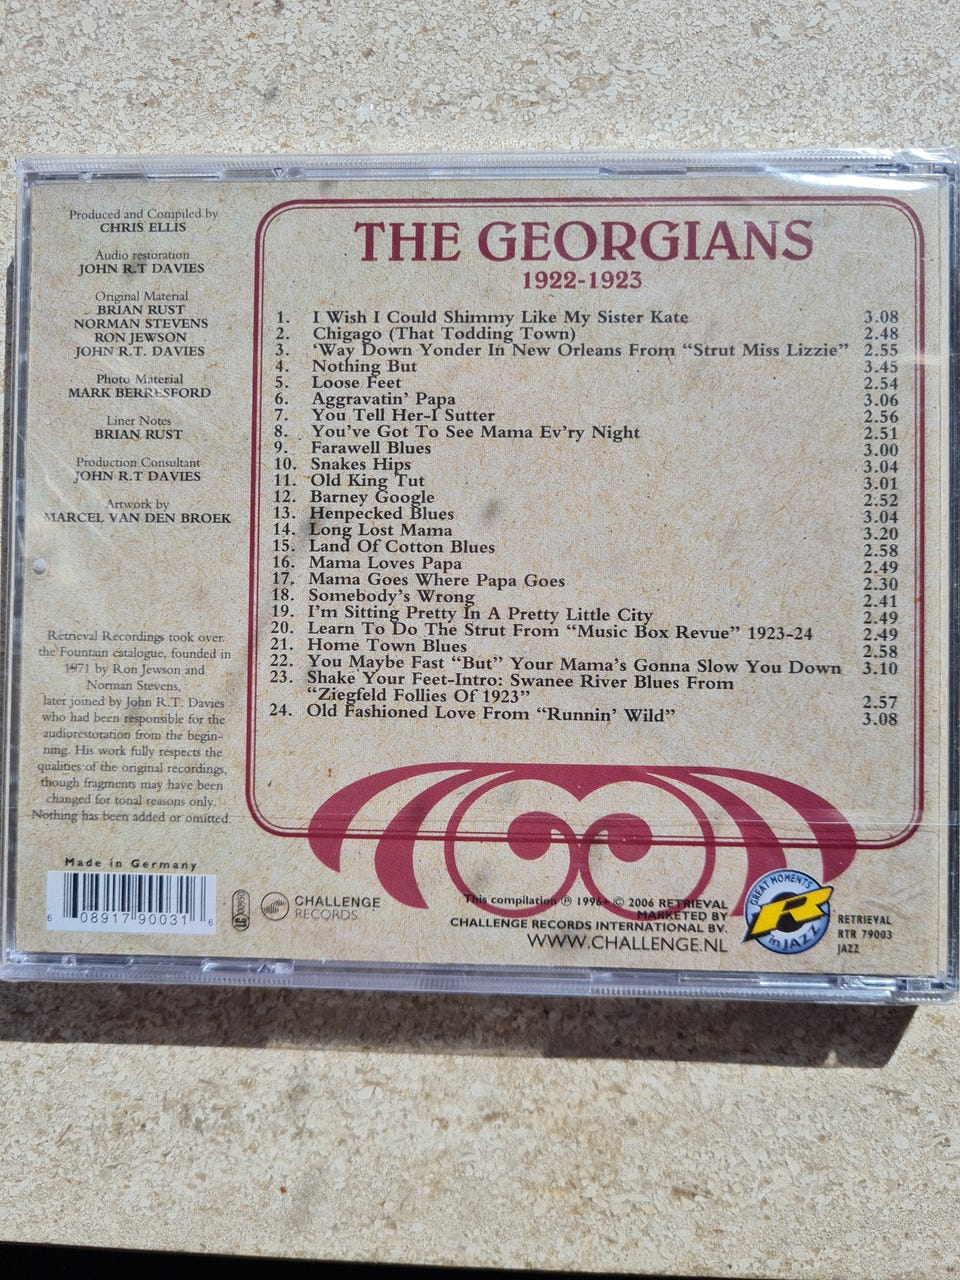 Produced and Compiled by
CHRIS ELLIS
Audio restoration
JOHN R.T DAVIES
Original Material
BRIAN RUST
NORMAN STEVENS
RON JEWSON
JOHN R.T. DAVIES
Photo Material
MARK BERRESFORD
Liner Notes
BRIAN RUST
Production Consultant
JOHN R.T DAVIES
Artwork by
MARCEL VAN DEN BROEK
Retrieval Recordings took over
the Fountain catalogue, founded in
1971 by Ron Jewson and
Norman Stevens,
later joined by John R.T. Davies
who had been responsible for the
audiorestoration from the begin-
ning. His work fully respects the
qualities of the original recordings,
though fragments may have been
changed for tonal reasons only.
Nothing has been added or omitted.
Made in Germany
6 08917 90031 6
THE GEORGIANS
1922-1923
1. I Wish I Could Shimmy Like My Sister Kate 3.08
2. Chigago (That Todding Town) 2.48
3. ‘Way Down Yonder In New Orleans From “Strut Miss Lizzie” 2.55
4. Nothing But 3.45
5. Loose Feet 2.54
6. Aggravatin’ Papa 3.06
7. You Tell Her-I Sutter 2.56
8. You’ve Got To See Mama Ev’ry Night 2.51
9. Farawell Blues 3.00
10. Snakes Hips 3.04
11. Old King Tut 3.01
12. Barney Google 2.52
13. Henpecked Blues 3.04
14. Long Lost Mama 3.20
15. Land Of Cotton Blues 2.58
16. Mama Loves Papa 2.49
17. Mama Goes Where Papa Goes 2.30
18. Somebody’s Wrong 2.41
19. I’m Sitting Pretty In A Pretty Little City 2.49
20. Learn To Do The Strut From “Music Box Revue” 1923-24 2.49
21. Home Town Blues 2.58
22. You Maybe Fast “But” Your Mama’s Gonna Slow You Down 3.10
23. Shake Your Feet-Intro: Swanee River Blues From
“Ziegfeld Follies Of 1923” 2.57
24. Old Fashioned Love From “Runnin’ Wild” 3.08
CHALLENGE
RECORDS
This compilation ℗ 1996+ © 2006 RETRIEVAL
MARKETED BY
CHALLENGE RECORDS INTERNATIONAL BV.
WWW.CHALLENGE.NL
GREAT MOMENTS
R
in JAZZ
RETRIEVAL
RTR 79003
JAZZ